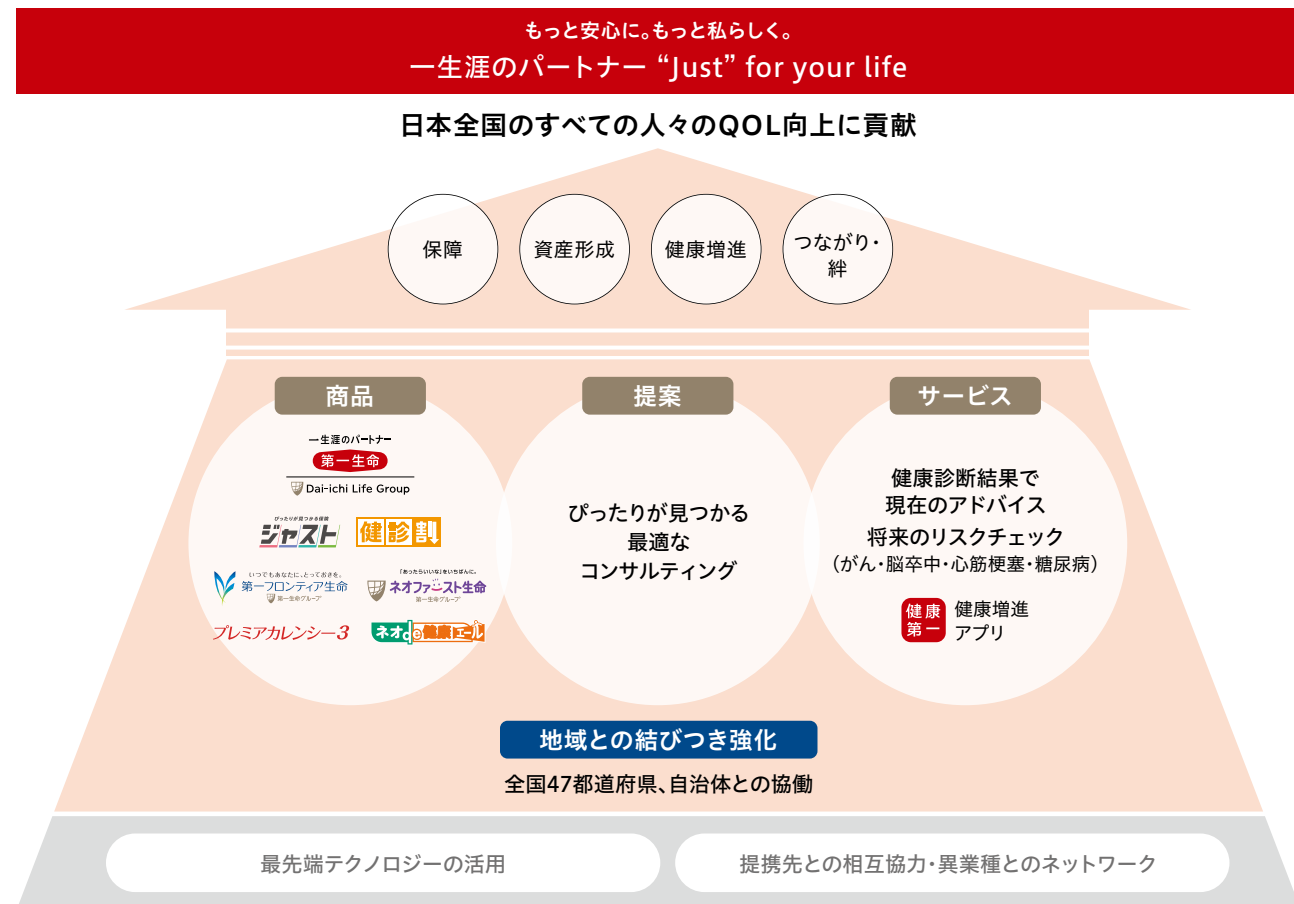 もっと安心に。もっと私らしく。
一生涯のパートナー “Just” for your life
日本全国のすべての人々のQOL向上に貢献
保障
資産形成
健康増進
つながり・
絆
商品
一生涯のパートナー
第一生命
Dai-ichi Life Group
ぴったりが見つかる保険
ジャスト
健診割
いつでもあなたに、とっておきを。
第一フロンティア生命
第一生命グループ
「あったらいいな」をいちばんに。
ネオファースト生命
第一生命グループ
プレミアカレンシー3
ネオde健康エール
提案
ぴったりが見つかる
最適な
コンサルティング
サービス
健康診断結果で
現在のアドバイス
将来のリスクチェック
(がん・脳卒中・心筋梗塞・糖尿病)
健康
第一
健康増進
アプリ
地域との結びつき強化
全国47都道府県、自治体との協働
最先端テクノロジーの活用
提携先との相互協力・異業種とのネットワーク